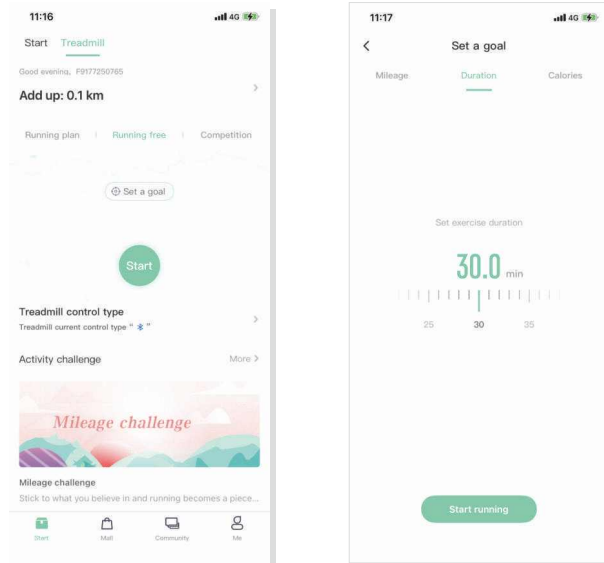 11:16
4G
Start Treadmill
Good evening, F9177250765
Add up: 0.1 km
Running plan Running free Competition
Set a goal
Start
Treadmill control type
Treadmill current control type " "
Activity challenge More
Mileage challenge
Mileage challenge
Stick to what you believe in and running becomes a piece...
Start Mall Community Me
11:17
4G
Set a goal
Mileage Duration Calories
Set exercise duration
30.0 min
25 30 35
Start running